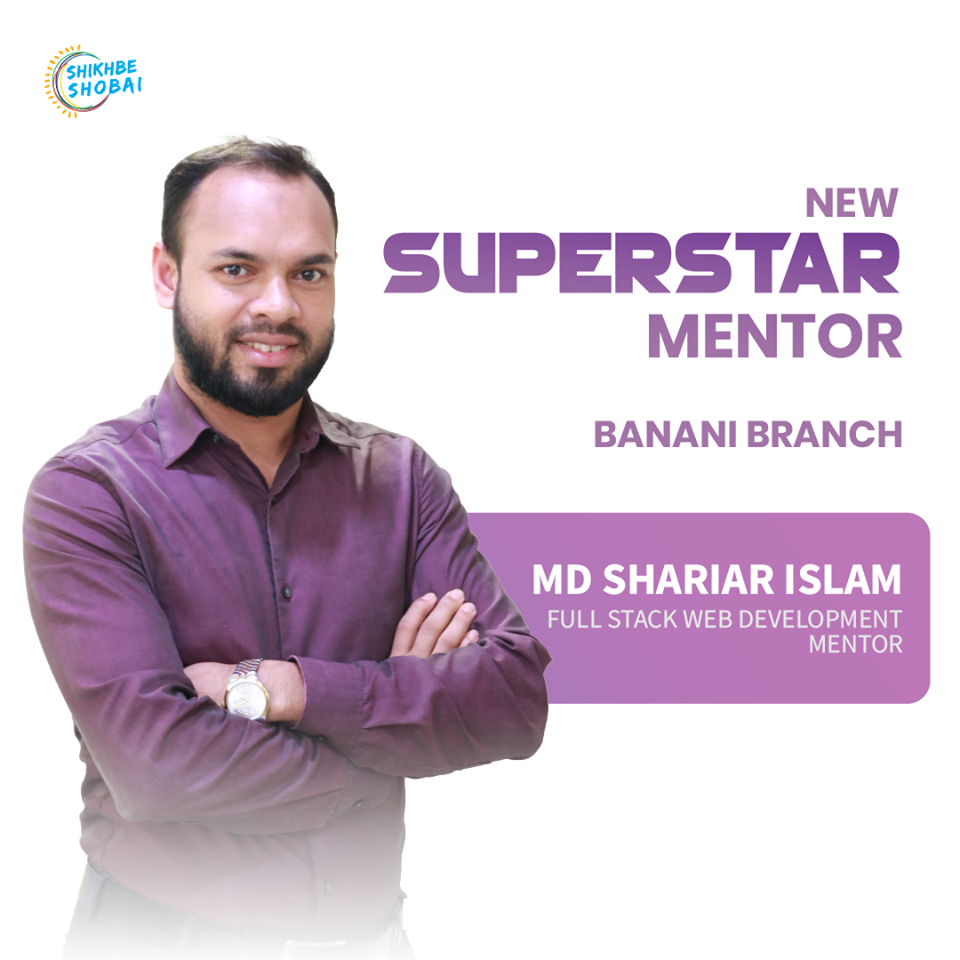 SHIKHBE
SHOBAI
NEW
SUPERSTAR
MENTOR
BANANI BRANCH
MD SHARIAR ISLAM
FULL STACK WEB DEVELOPMENT
MENTOR